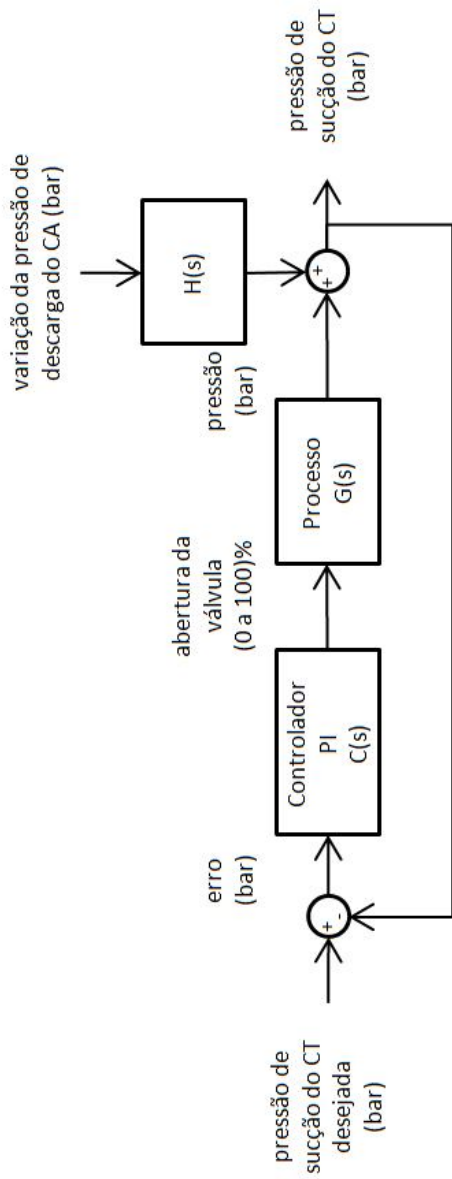 pressão de
sucção do CT
desejada
(bar)
+
-
erro
(bar)
Controlador
PI
C(s)
abertura da
válvula
(0 a 100)%
Processo
G(s)
pressão
(bar)
variação da pressão de
descarga do CA (bar)
H(s)
+
+
pressão de
sucção do CT
(bar)